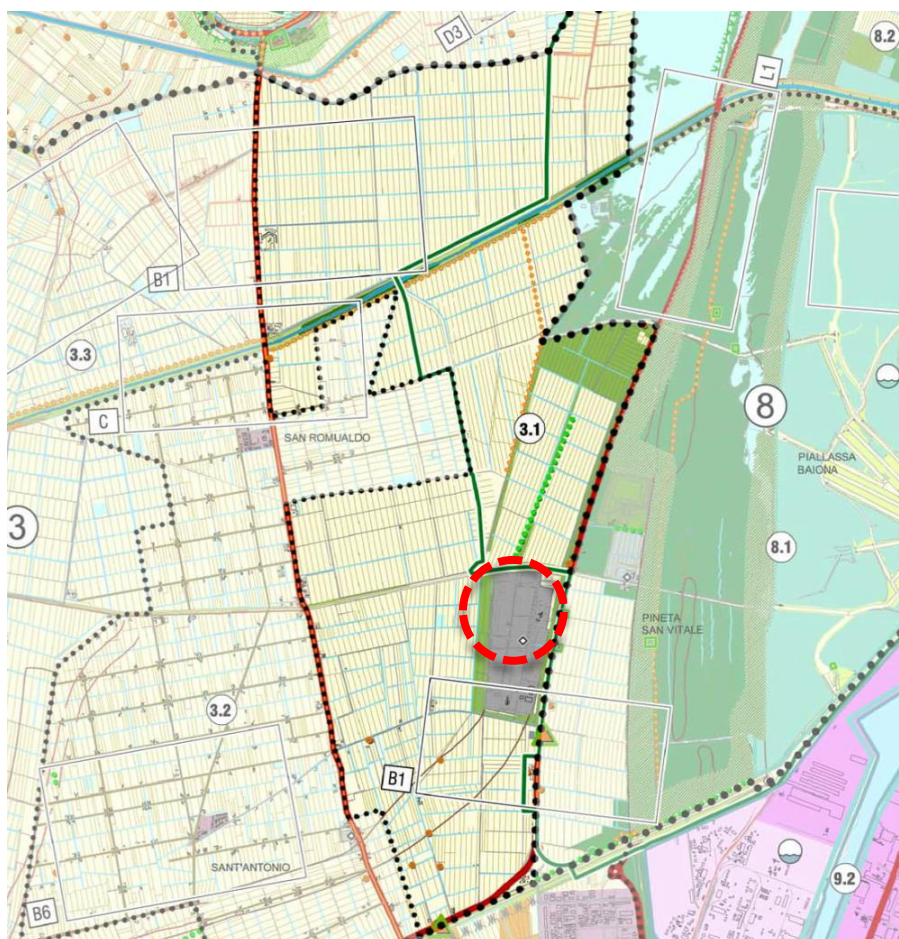 D3
8.2
L1
B1
3.3
C
SAN ROMUALDO
3.1
8
PIALLASSA
BAIONA
3
8.1
PINETA
SAN VITALE
3.2
B1
SANT'ANTONIO
B6
9.2